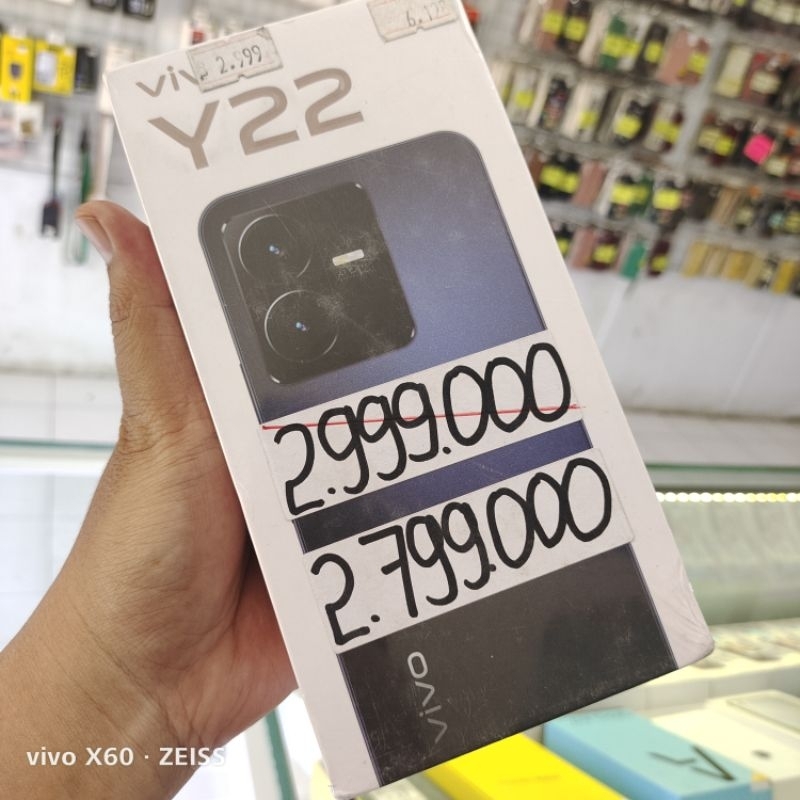 2.999
vivo
Y22
2.999.000
2.799.000
vivo
vivo X60 · ZEISS